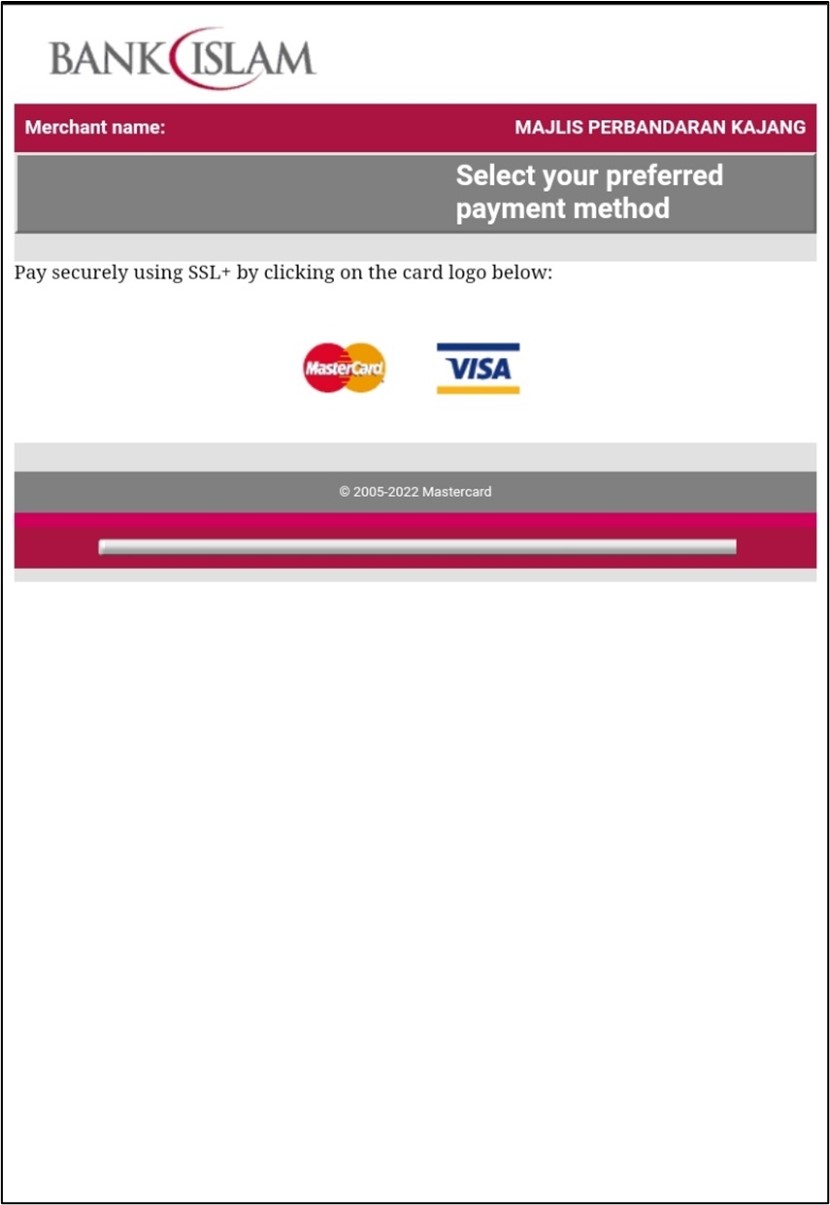 BANK ISLAM
Merchant name: MAJLIS PERBANDARAN KAJANG
Select your preferred
payment method
Pay securely using SSL+ by clicking on the card logo below:
MasterCard VISA
© 2005-2022 Mastercard